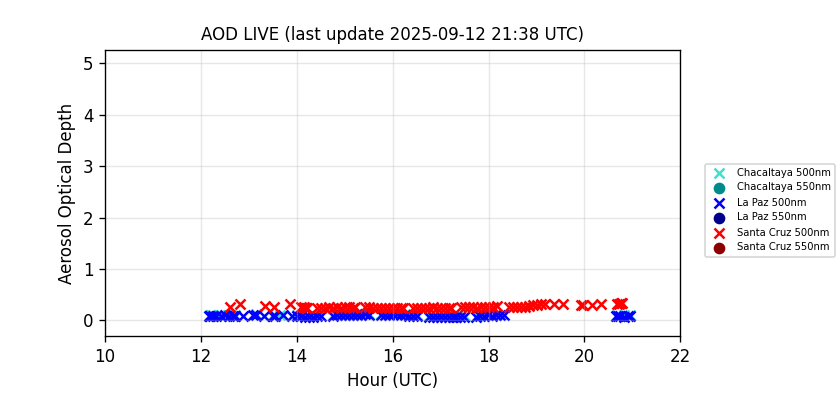 AOD LIVE (last update 2025-09-12 21:38 UTC)
Aerosol Optical Depth
5
4
3
2
1
0
10 12 14 16 18 20 22
Hour (UTC)
Chacaltaya 500nm
Chacaltaya 550nm
La Paz 500nm
La Paz 550nm
Santa Cruz 500nm
Santa Cruz 550nm